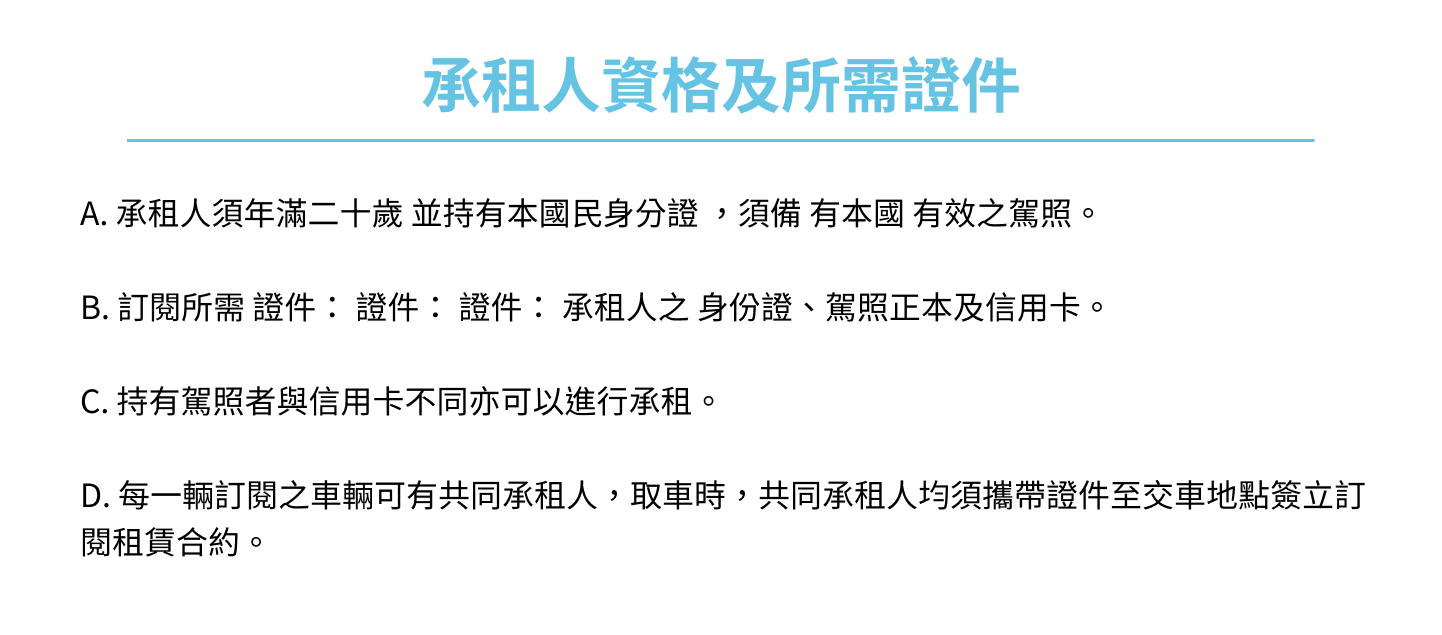 承租人資格及所需證件
A. 承租人須年滿二十歲 並持有本國民身分證 ，須備 有本國 有效之駕照。
B. 訂閱所需 證件： 證件： 證件： 承租人之 身份證、駕照正本及信用卡。
C. 持有駕照者與信用卡不同亦可以進行承租。
D. 每一輛訂閱之車輛可有共同承租人，取車時，共同承租人均須攜帶證件至交車地點簽立訂
閱租賃合約。